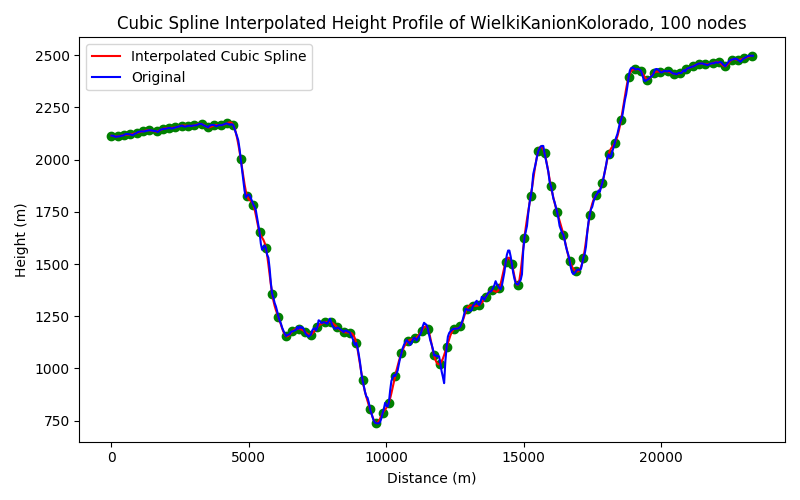 Cubic Spline Interpolated Height Profile of WielkiKanionKolorado, 100 nodes
Interpolated Cubic Spline
Original
Height (m)
2500
2250
2000
1750
1500
1250
1000
750
0 5000 10000 15000 20000
Distance (m)